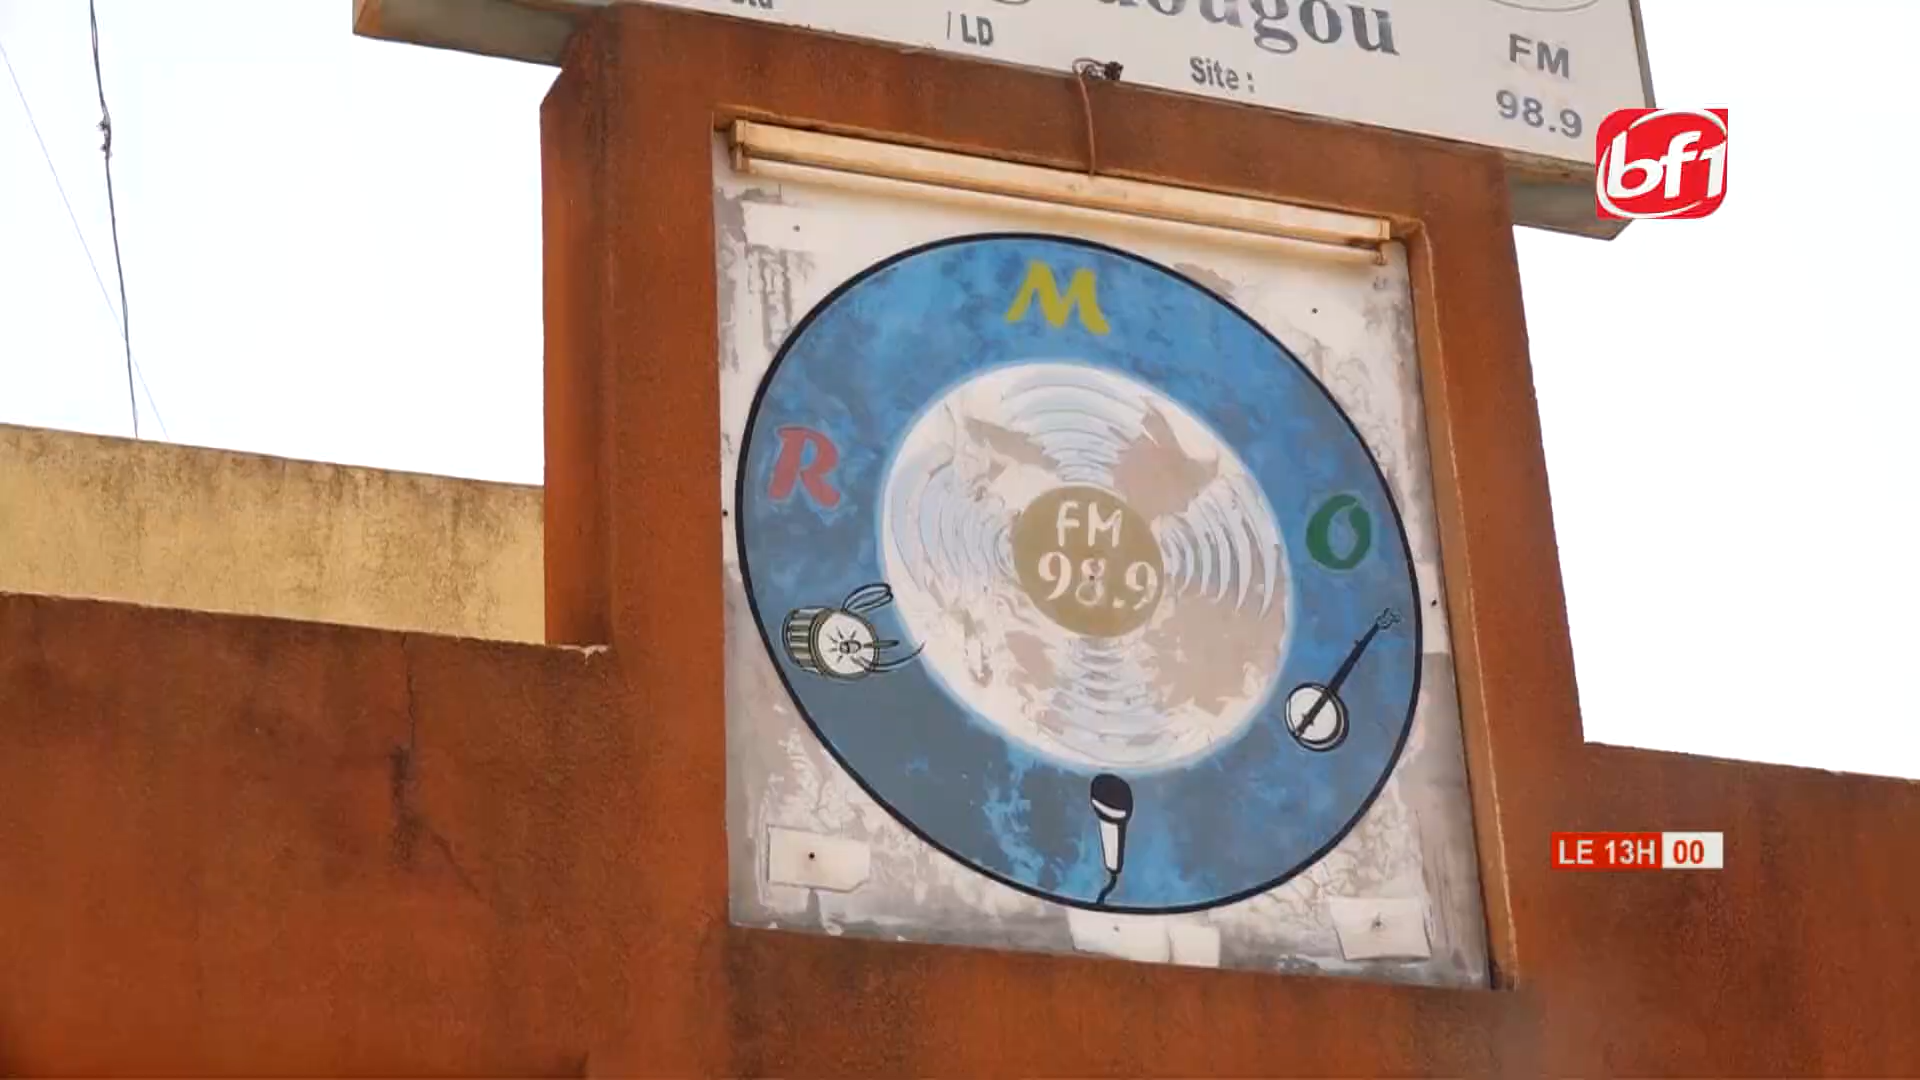 / LD
Site :
FM
98.9
bf1
R M O
FM
98.9
LE 13H 00